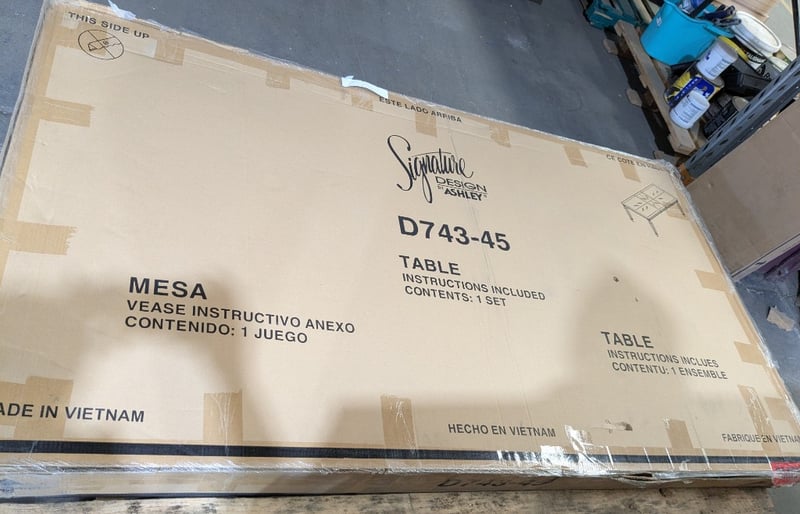 THIS SIDE UP
ESTE LADO ARRIBA
CE COTE EN
Signature
DESIGN
BY ASHLEY
D743-45
TABLE
INSTRUCTIONS INCLUDED
CONTENTS: 1 SET
MESA
VEASE INSTRUCTIVO ANEXO
CONTENIDO: 1 JUEGO
TABLE
INSTRUCTIONS INCLUES
CONTENTU: 1 ENSEMBLE
ADE IN VIETNAM
HECHO EN VIETNAM
FABRIQUE EN VIETNAM